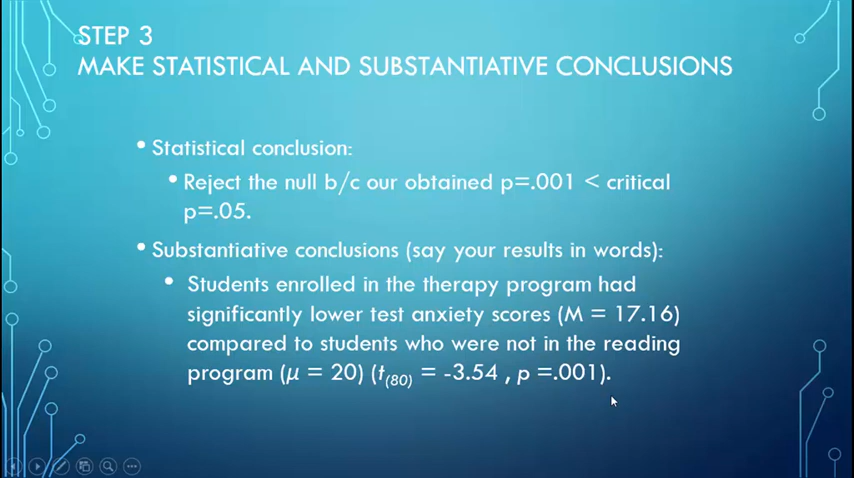 STEP 3
MAKE STATISTICAL AND SUBSTANTIVE CONCLUSIONS
• Statistical conclusion:
• Reject the null b/c our obtained p=.001 < critical
p=.05.
• Substantiative conclusions (say your results in words):
• Students enrolled in the therapy program had
significantly lower test anxiety scores (M = 17.16)
compared to students who were not in the reading
program (μ = 20) (t(80) = -3.54 , p =.001).